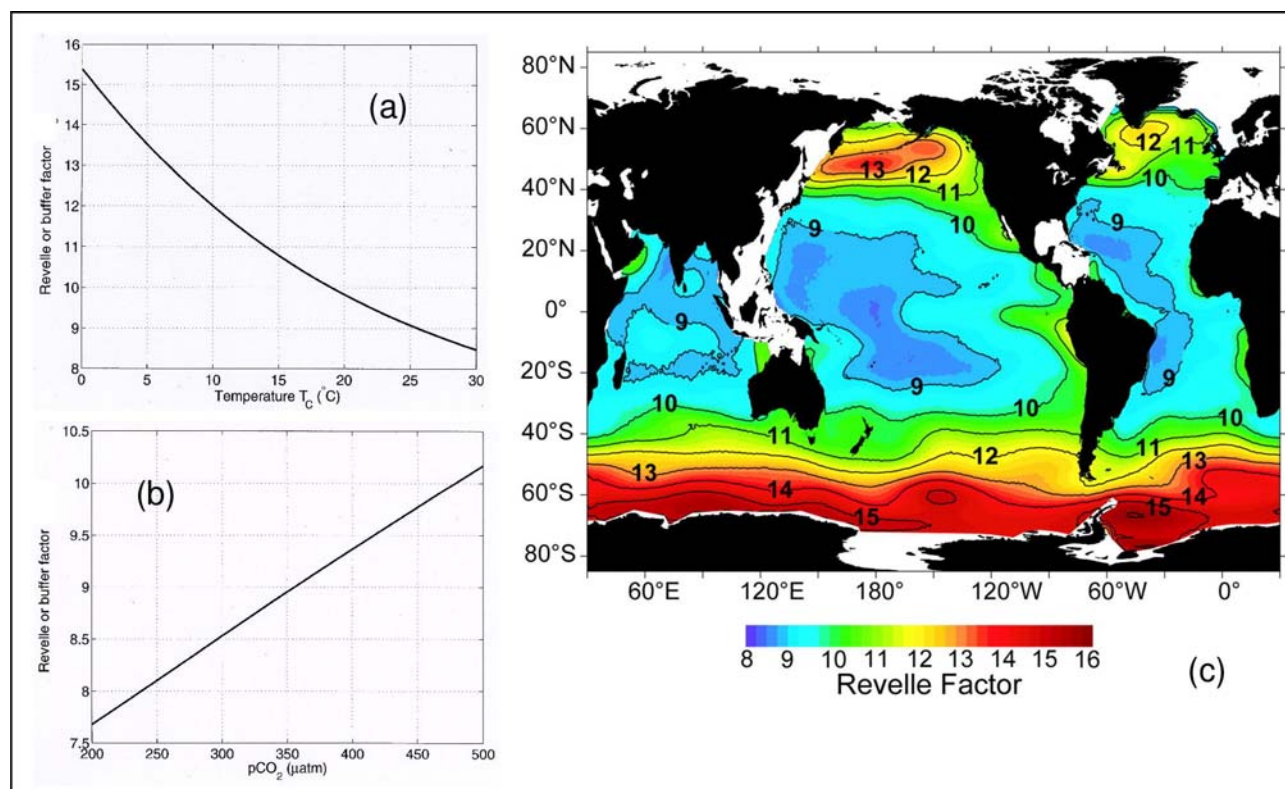 16
15
14
13
12
11
10
9
8
0 5 10 15 20 25 30
Revelle or buffer factor
Temperature T_C (°C)
(a)
10.5
10
9.5
9
8.5
8
7.5
200 250 300 350 400 450 500
Revelle or buffer factor
pCO₂ (μatm)
(b)
80°N
60°N
40°N
20°N
0°
20°S
40°S
60°S
80°S
12 11
13 12
11 10
10
9 9
9
9 9
10 10 10
11 12 11
13 13
14 14
15 15
60°E 120°E 180° 120°W 60°W 0°
8 9 10 11 12 13 14 15 16
Revelle Factor
(c)